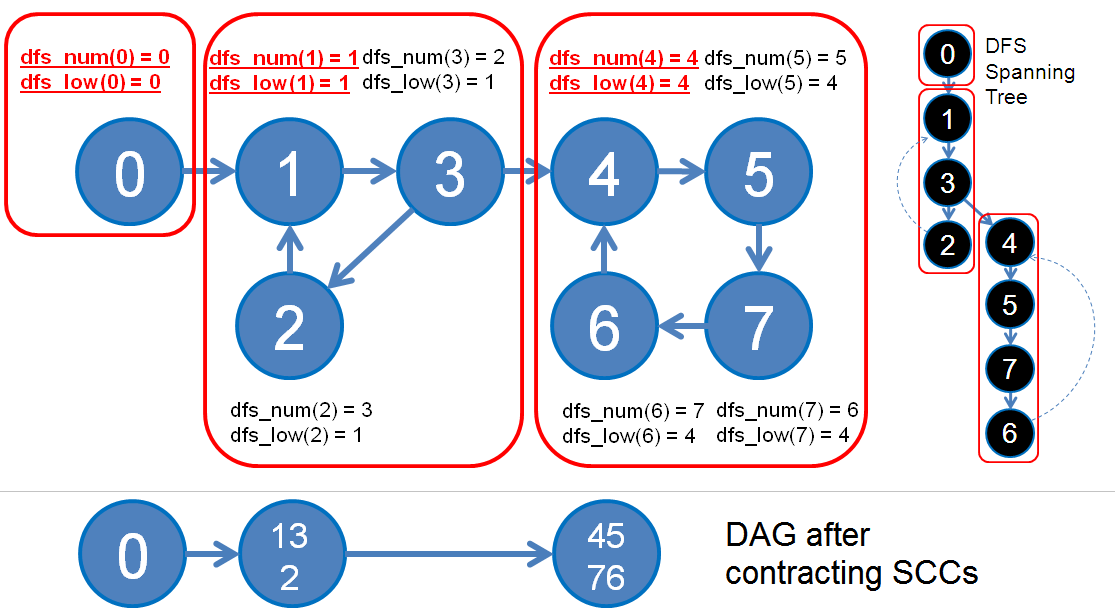 dfs_num(0) = 0
dfs_low(0) = 0
dfs_num(1) = 1 dfs_num(3) = 2
dfs_low(1) = 1 dfs_low(3) = 1
dfs_num(4) = 4 dfs_num(5) = 5
dfs_low(4) = 4 dfs_low(5) = 4
0 1 3 4 5
2 6 7
dfs_num(2) = 3
dfs_low(2) = 1
dfs_num(6) = 7 dfs_num(7) = 6
dfs_low(6) = 4 dfs_low(7) = 4
DFS
Spanning
Tree
0
1
3
2
4
5
7
6
0
13
2
45
76
DAG after
contracting SCCs